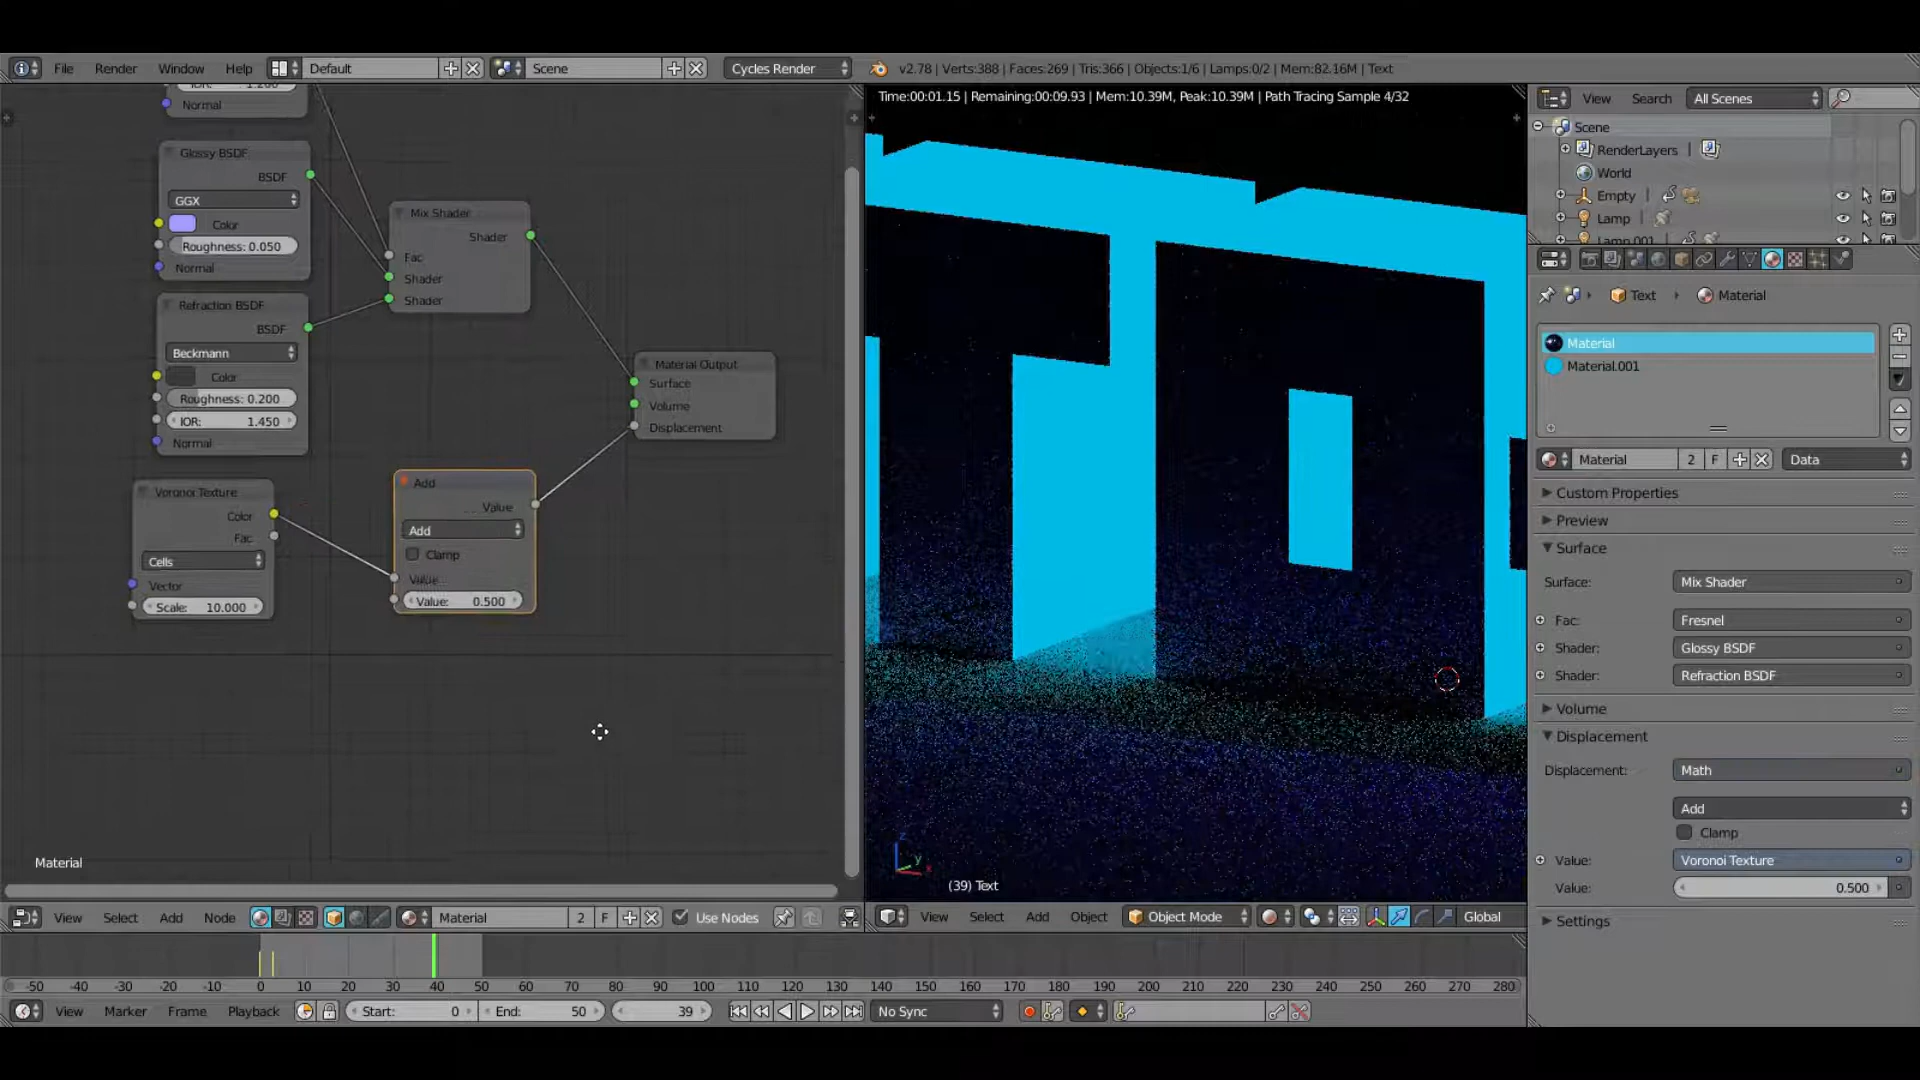 File Render Window Help Default Scene Cycles Render v2.78 | Verts:388 | Faces:269 | Tris:366 | Objects:1/6 | Lamps:0/2 | Mem:82.16M | Text
IOR: 1.200
Normal
Glossy BSDF
BSDF
GGX
Color
Roughness: 0.050
Normal
Refraction BSDF
BSDF
Beckmann
Color
Roughness: 0.200
IOR: 1.450
Normal
Voronoi Texture
Color
Fac
Cells
Vector
Scale: 10.000
Mix Shader
Shader
Fac
Shader
Shader
Add
Value
Add
Clamp
Value
Value: 0.500
Material Output
Surface
Volume
Displacement
Material
View Select Add Node Material 2 F Use Nodes
Time:00:01.15 | Remaining:00:09.93 | Mem:10.39M, Peak:10.39M | Path Tracing Sample 4/32
z
y
x
(39) Text
View Select Add Object Object Mode Global
View Search All Scenes
Scene
RenderLayers |
World
Empty
Lamp
Lamp.001
Text Material
Material
Material.001
Material 2 F Data
Custom Properties
Preview
Surface
Surface: Mix Shader
Fac: Fresnel
Shader: Glossy BSDF
Shader: Refraction BSDF
Volume
Displacement
Displacement: Math
Add
Clamp
Value: Voronoi Texture
Value: 0.500
Settings
-50 -40 -30 -20 -10 0 10 20 30 40 50 60 70 80 90 100 110 120 130 140 150 160 170 180 190 200 210 220 230 240 250 260 270 280
View Marker Frame Playback Start: 0 End: 50 39 No Sync